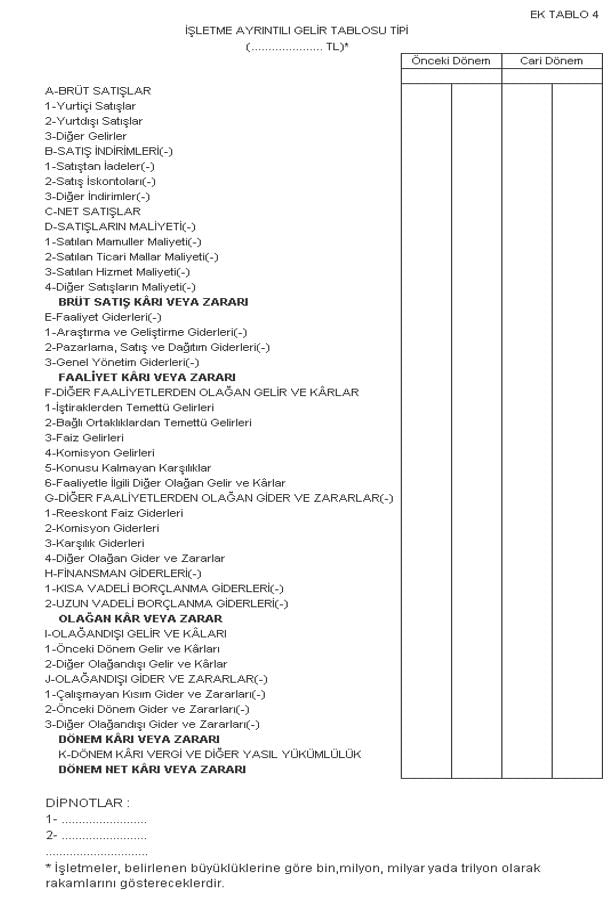 EK TABLO 4
İŞLETME AYRINTILI GELİR TABLOSU TİPİ
(..................... TL)*
Önceki Dönem Cari Dönem
A-BRÜT SATIŞLAR
1-Yurtiçi Satışlar
2-Yurtdışı Satışlar
3-Diğer Gelirler
B-SATIŞ İNDİRİMLERİ(-)
1-Satıştan İadeler(-)
2-Satış İskontoları(-)
3-Diğer İndirimler(-)
C-NET SATIŞLAR
D-SATIŞLARIN MALİYETİ(-)
1-Satılan Mamuller Maliyeti(-)
2-Satılan Ticari Mallar Maliyeti(-)
3-Satılan Hizmet Maliyeti(-)
4-Diğer Satışların Maliyeti(-)
BRÜT SATIŞ KÂRI VEYA ZARARI
E-Faaliyet Giderleri(-)
1-Araştırma ve Geliştirme Giderleri(-)
2-Pazarlama, Satış ve Dağıtım Giderleri(-)
3-Genel Yönetim Giderleri(-)
FAALİYET KÂRI VEYA ZARARI
F-DİĞER FAALİYETLERDEN OLAĞAN GELİR VE KÂRLAR
1-İştiraklerden Temettü Gelirleri
2-Bağlı Ortaklıklardan Temettü Gelirleri
3-Faiz Gelirleri
4-Komisyon Gelirleri
5-Konusu Kalmayan Karşılıklar
6-Faaliyetle İlgili Diğer Olağan Gelir ve Kârlar
G-DİĞER FAALİYETLERDEN OLAĞAN GİDER VE ZARARLAR(-)
1-Reeskont Faiz Giderleri
2-Komisyon Giderleri
3-Karşılık Giderleri
4-Diğer Olağan Gider ve Zararlar
H-FİNANSMAN GİDERLERİ(-)
1-KISA VADELİ BORÇLANMA GİDERLERİ(-)
2-UZUN VADELİ BORÇLANMA GİDERLERİ(-)
OLAĞAN KÂR VEYA ZARAR
I-OLAĞANDIŞI GELİR VE KÂLARI
1-Önceki Dönem Gelir ve Kârları
2-Diğer Olağandışı Gelir ve Kârlar
J-OLAĞANDIŞI GİDER VE ZARARLAR(-)
1-Çalışmayan Kısım Gider ve Zararları(-)
2-Önceki Dönem Gider ve Zararları(-)
3-Diğer Olağandışı Gider ve Zararları(-)
DÖNEM KÂRI VEYA ZARARI
K-DÖNEM KÂRI VERGİ VE DİĞER YASIL YÜKÜMLÜLÜK
DÖNEM NET KÂRI VEYA ZARARI
DİPNOTLAR :
1- .........................
2- .........................
..............................
* İşletmeler, belirlenen büyüklüklerine göre bin,milyon, milyar yada trilyon olarak
rakamlarını göstereceklerdir.